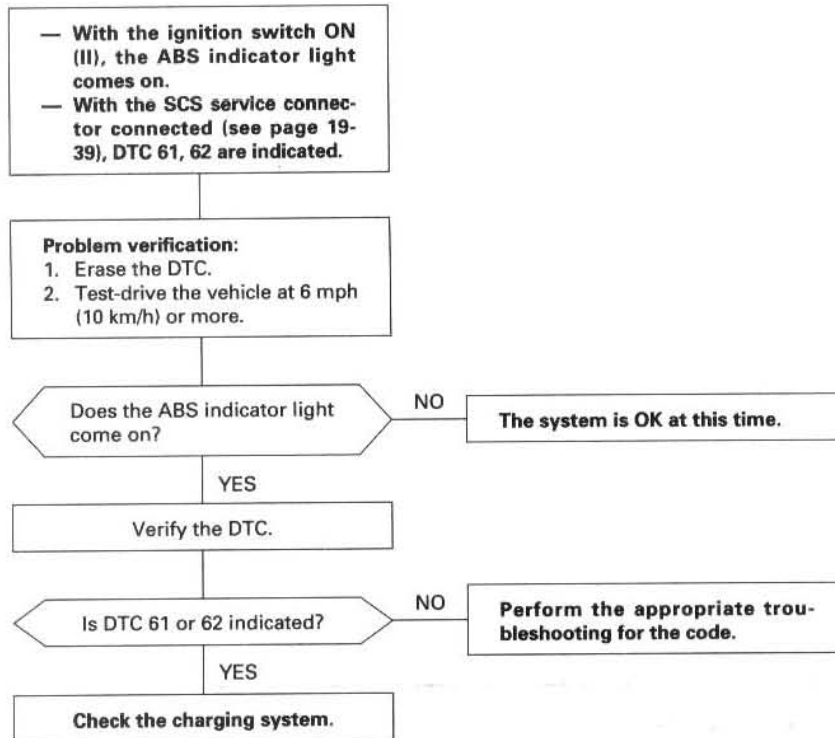 — With the ignition switch ON
(II), the ABS indicator light
comes on.
— With the SCS service connec-
tor connected (see page 19-
39), DTC 61, 62 are indicated.
Problem verification:
1. Erase the DTC.
2. Test-drive the vehicle at 6 mph
(10 km/h) or more.
Does the ABS indicator light
come on?
NO
The system is OK at this time.
YES
Verify the DTC.
Is DTC 61 or 62 indicated?
NO
Perform the appropriate trou-
bleshooting for the code.
YES
Check the charging system.